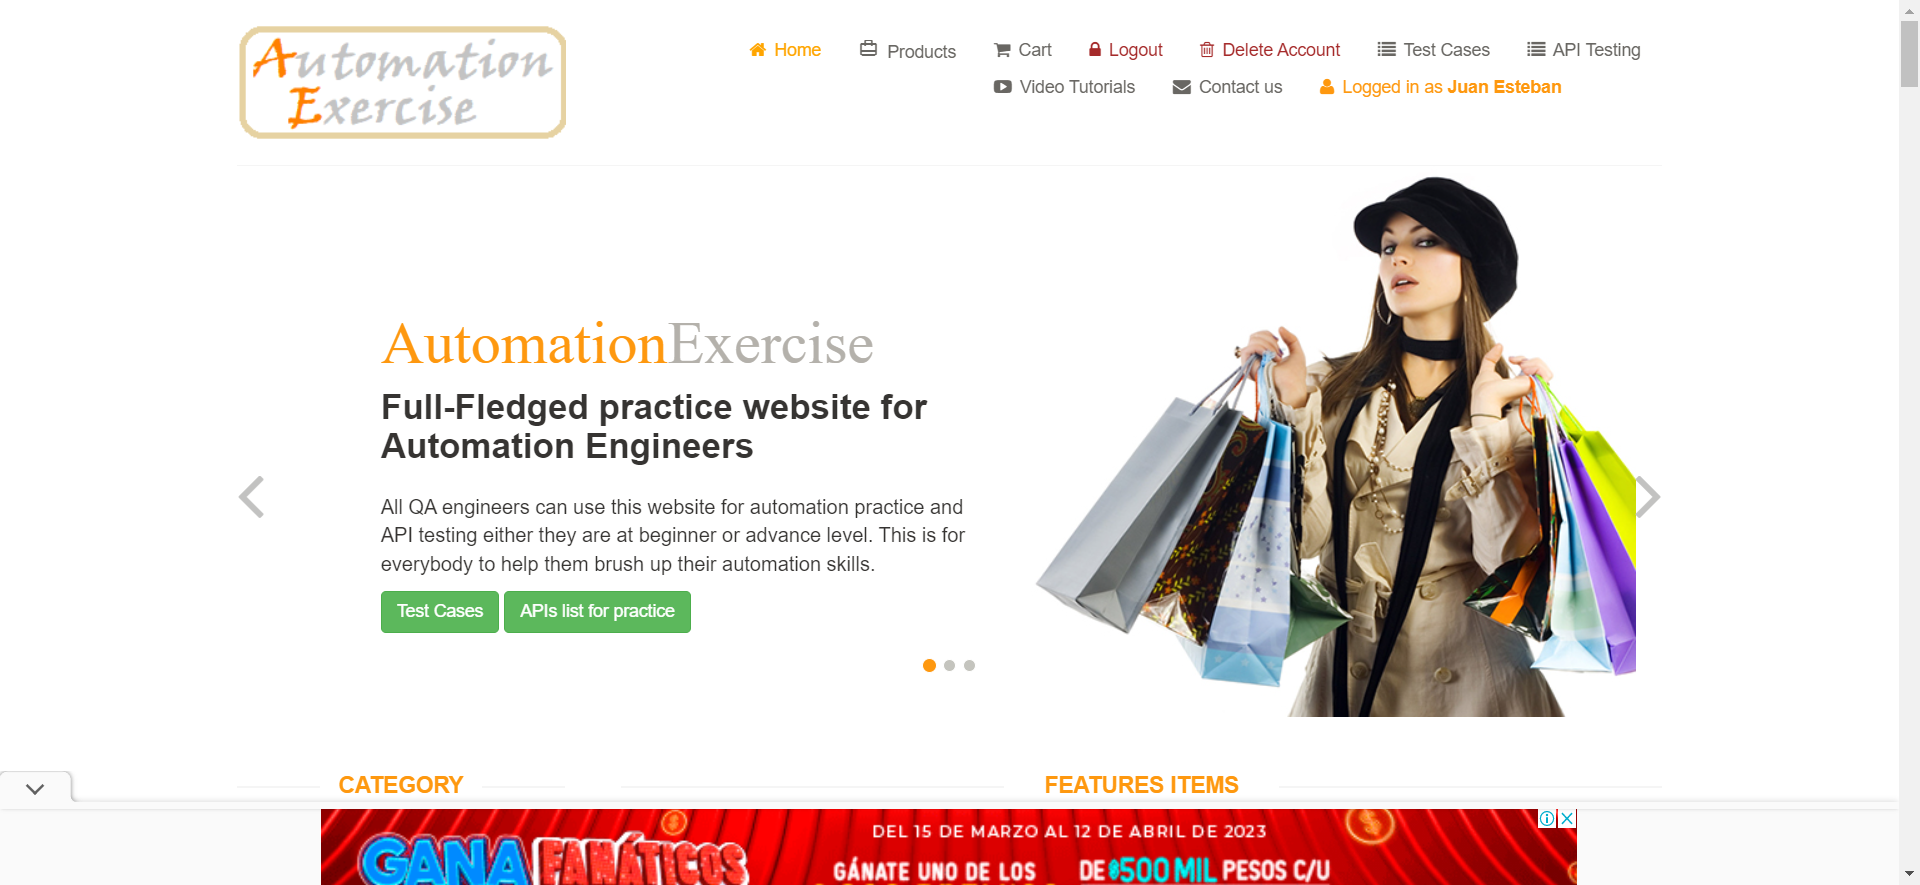 Automation
Exercise
Home Products Cart Logout Delete Account Test Cases API Testing
Video Tutorials Contact us Logged in as Juan Esteban
AutomationExercise
Full-Fledged practice website for
Automation Engineers
All QA engineers can use this website for automation practice and
API testing either they are at beginner or advance level. This is for
everybody to help them brush up their automation skills.
Test Cases APIs list for practice
CATEGORY FEATURES ITEMS
DEL 15 DE MARZO AL 12 DE ABRIL DE 2023
GANA FANÁTICOS
GÁNATE UNO DE LOS DE $500 MIL PESOS C/U